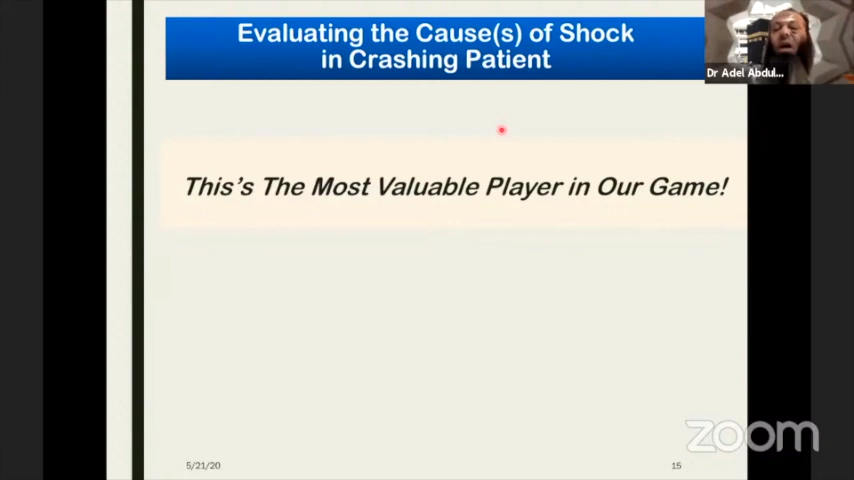 Evaluating the Cause(s) of Shock
in Crashing Patient
Dr Adel Abdul...
This's The Most Valuable Player in Our Game!
zoom
5/21/20
15